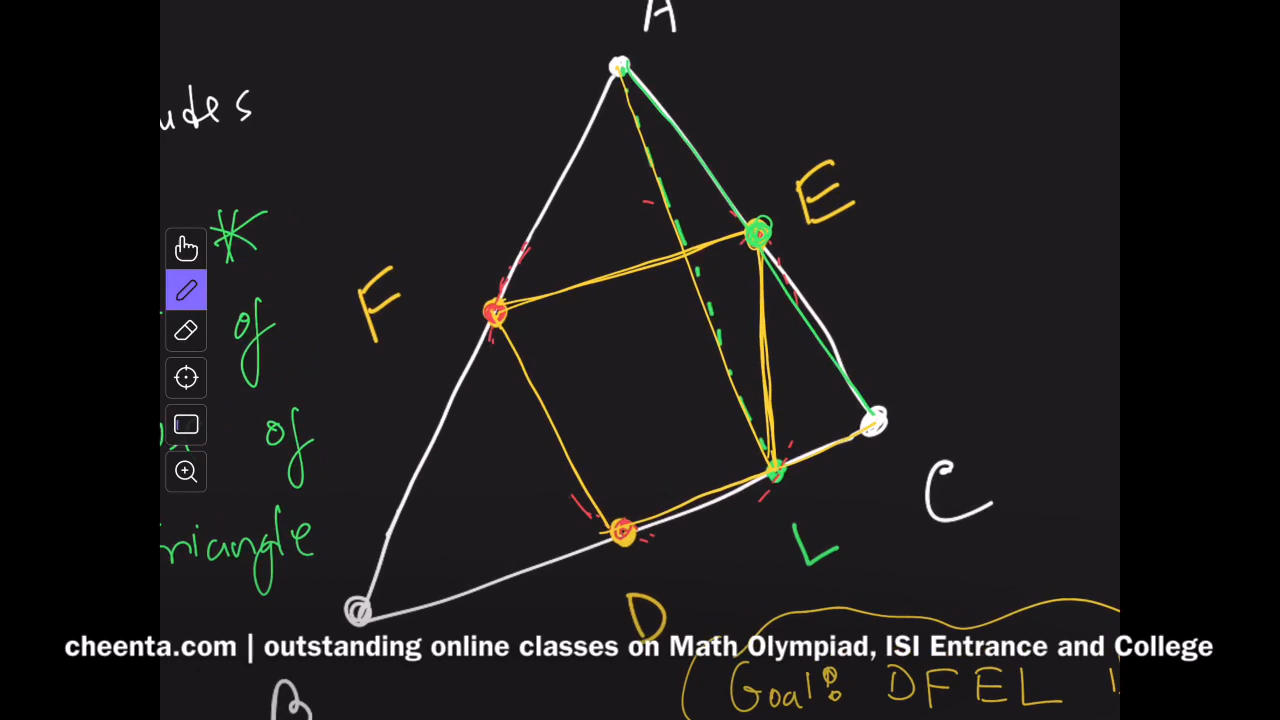 A
udes
E
*
F
of
of
C
riangle
L
D
cheenta.com | outstanding online classes on Math Olympiad, ISI Entrance and College
Goal: DFEL
B